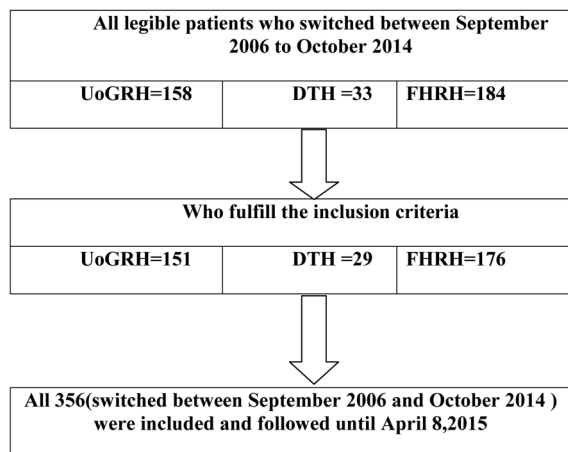 All legible patients who switched between September
2006 to October 2014
UoGRH=158 DTH =33 FHRH=184
Who fulfill the inclusion criteria
UoGRH=151 DTH =29 FHRH=176
All 356(switched between September 2006 and October 2014 )
were included and followed until April 8,2015